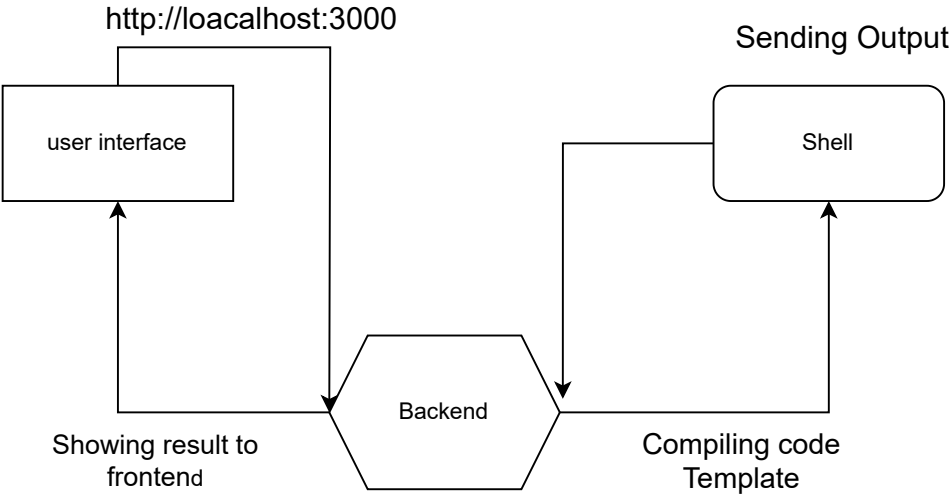 http://loacalhost:3000
Sending Output
user interface
Shell
Backend
Showing result to
frontend
Compiling code
Template